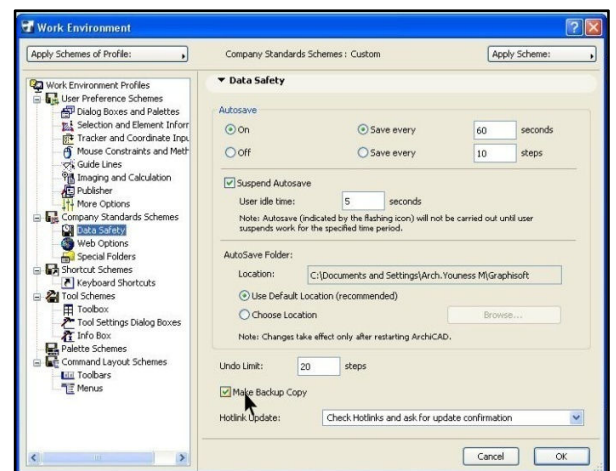 Work Environment
Apply Schemes of Profile:
Company Standards Schemes : Custom
Apply Scheme:
Work Environment Profiles
User Preference Schemes
Dialog Boxes and Palettes
Selection and Element Inforr
Tracker and Coordinate Inpu
Mouse Constraints and Meth
Guide Lines
Imaging and Calculation
Publisher
More Options
Company Standards Schemes
Data Safety
Web Options
Special Folders
Shortcut Schemes
Keyboard Shortcuts
Tool Schemes
Toolbox
Tool Settings Dialog Boxes
Info Box
Palette Schemes
Command Layout Schemes
Toolbars
Menus
Data Safety
Autosave
On
Save every
60
seconds
Off
Save every
10
steps
Suspend Autosave
User idle time:
5
seconds
Note: Autosave (indicated by the flashing icon) will not be carried out until user
suspends work for the specified time period.
AutoSave Folder:
Location:
C:\Documents and Settings\Arch.Youness M\Graphisoft
Use Default Location (recommended)
Choose Location
Browse...
Note: Changes take effect only after restarting ArchiCAD.
Undo Limit:
20
steps
Make Backup Copy
Hotlink Update:
Check Hotlinks and ask for update confirmation
Cancel
OK